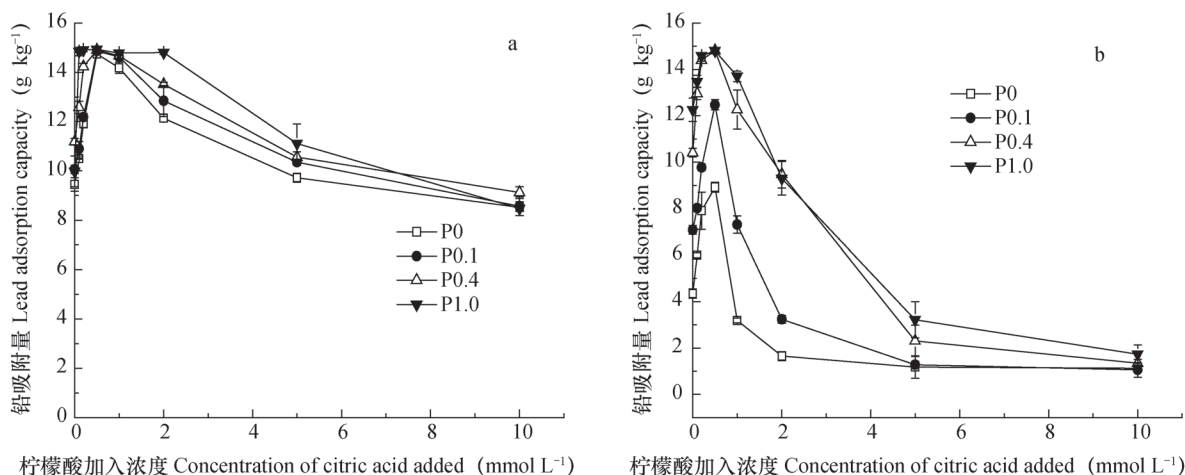 16
14
12
10
8
6
4
2
0
铅吸附量 Lead adsorption capacity（g kg⁻¹）
a
P0
P0.1
P0.4
P1.0
0 2 4 6 8 10
柠檬酸加入浓度 Concentration of citric acid added（mmol L⁻¹）
16
14
12
10
8
6
4
2
0
铅吸附量 Lead adsorption capacity（g kg⁻¹）
b
P0
P0.1
P0.4
P1.0
0 2 4 6 8 10
柠檬酸加入浓度 Concentration of citric acid added（mmol L⁻¹）